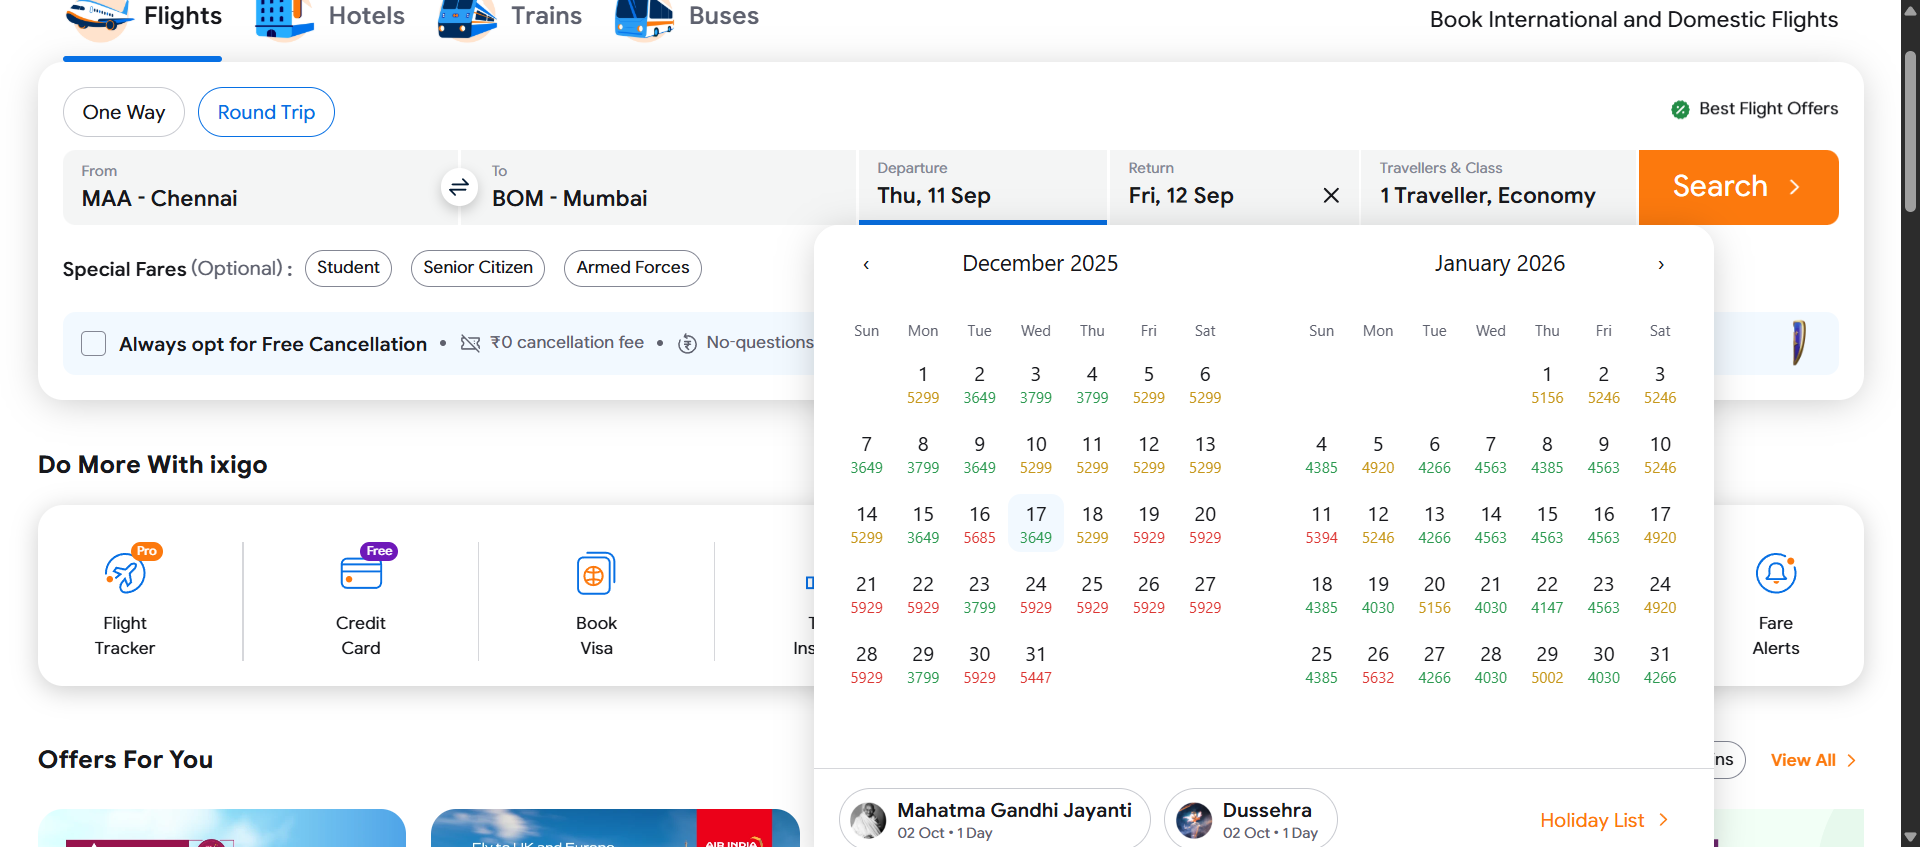 Flights Hotels Trains Buses
Book International and Domestic Flights
One Way Round Trip
Best Flight Offers
From
MAA - Chennai
To
BOM - Mumbai
Departure
Thu, 11 Sep
Return
Fri, 12 Sep
Travellers & Class
1 Traveller, Economy
Search
Special Fares (Optional) : Student Senior Citizen Armed Forces
Always opt for Free Cancellation • ₹0 cancellation fee • No-questions
December 2025
Sun Mon Tue Wed Thu Fri Sat
1 2 3 4 5 6
5299 3649 3799 3799 5299 5299
7 8 9 10 11 12 13
3649 3799 3649 5299 5299 5299 5299
14 15 16 17 18 19 20
5299 3649 5685 3649 5299 5929 5929
21 22 23 24 25 26 27
5929 5929 3799 5929 5929 5929 5929
28 29 30 31
5929 3799 5929 5447
January 2026
Sun Mon Tue Wed Thu Fri Sat
1 2 3
5156 5246 5246
4 5 6 7 8 9 10
4385 4920 4266 4563 4385 4563 5246
11 12 13 14 15 16 17
5394 5246 4266 4563 4563 4563 4920
18 19 20 21 22 23 24
4385 4030 5156 4030 4147 4563 4920
25 26 27 28 29 30 31
4385 5632 4266 4030 5002 4030 4266
Mahatma Gandhi Jayanti
02 Oct • 1 Day
Dussehra
02 Oct • 1 Day
Holiday List
Do More With ixigo
Pro
Flight
Tracker
Free
Credit
Card
Book
Visa
Ins
Fare
Alerts
Offers For You
ns
View All
Fly to UK and Europe
AIR INDIA